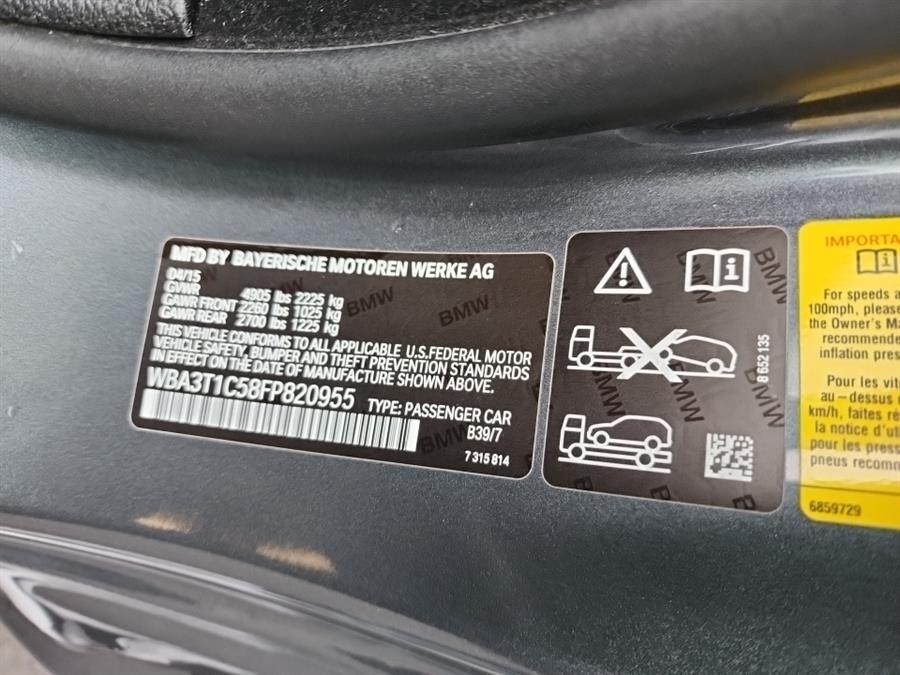 MFD BY BAYERISCHE MOTOREN WERKE AG
04/15
GVWR 4905 lbs 2225 kg
GAWR FRONT 2260 lbs 1025 kg
GAWR REAR 2700 lbs 1225 kg
THIS VEHICLE CONFORMS TO ALL APPLICABLE U.S.FEDERAL MOTOR
VEHICLE SAFETY, BUMPER AND THEFT PREVENTION STANDARDS
IN EFFECT ON THE DATE OF MANUFACTURE SHOWN ABOVE.
WBA3T1C58FP820955 TYPE: PASSENGER CAR
B39/7
7 315 814
BMW
BMW
BMW
BMW
BMW
8 652 135
IMPORTA
For speeds a
100mph, please
the Owner's Ma
recommende
inflation pres
Pour les vit
au-dessus d
km/h, faites ré
la notice d'uti
pour les press
pneus recomm
6859729